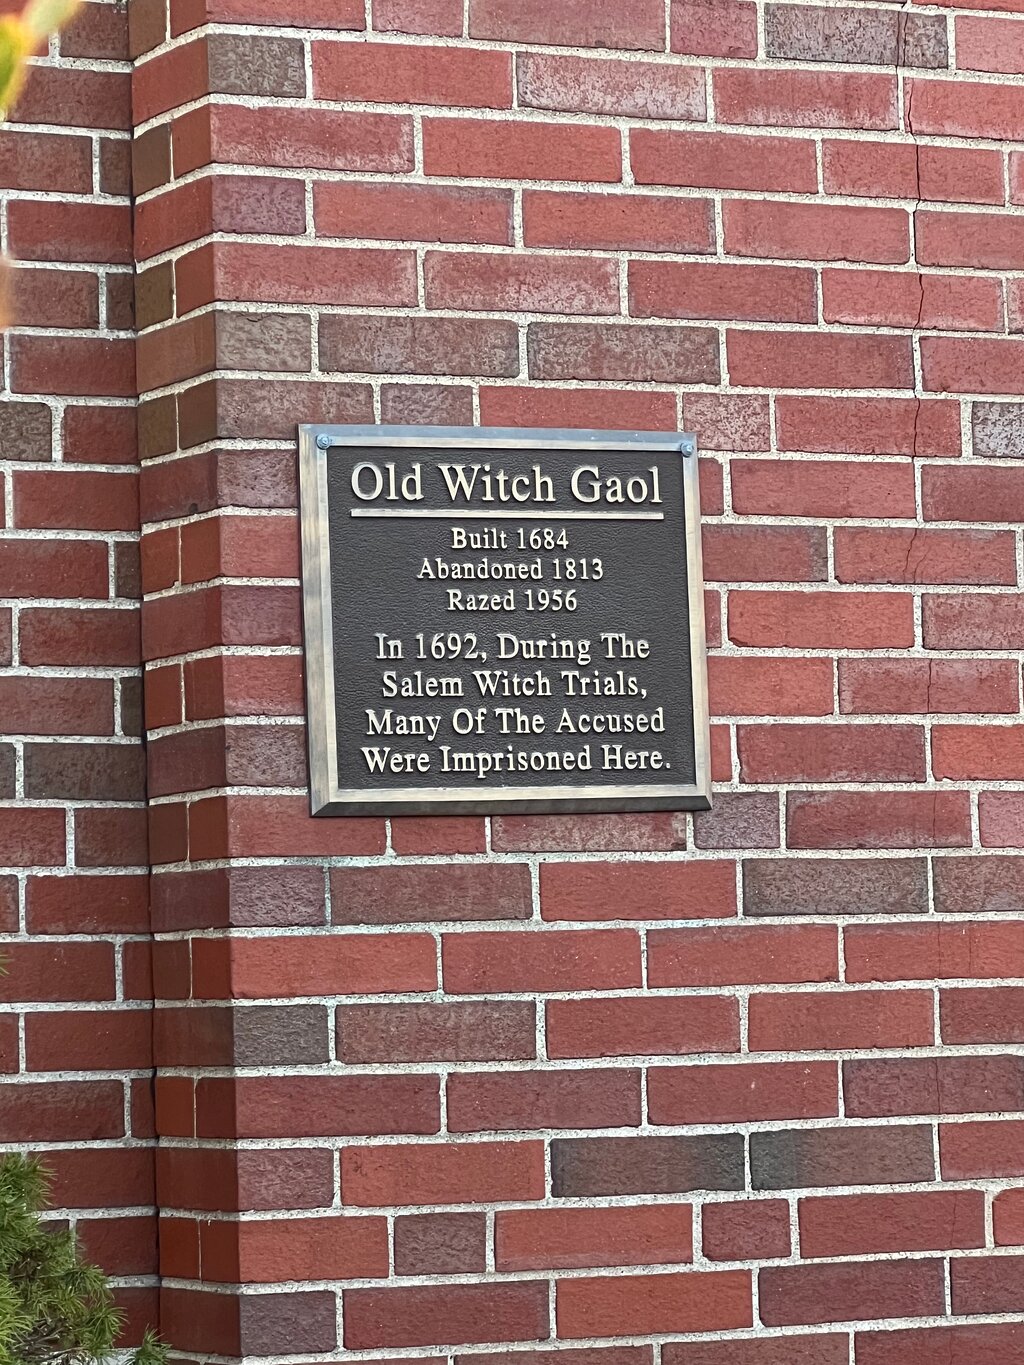 Old Witch Gaol
Built 1684
Abandoned 1813
Razed 1956
In 1692, During The
Salem Witch Trials,
Many Of The Accused
Were Imprisoned Here.